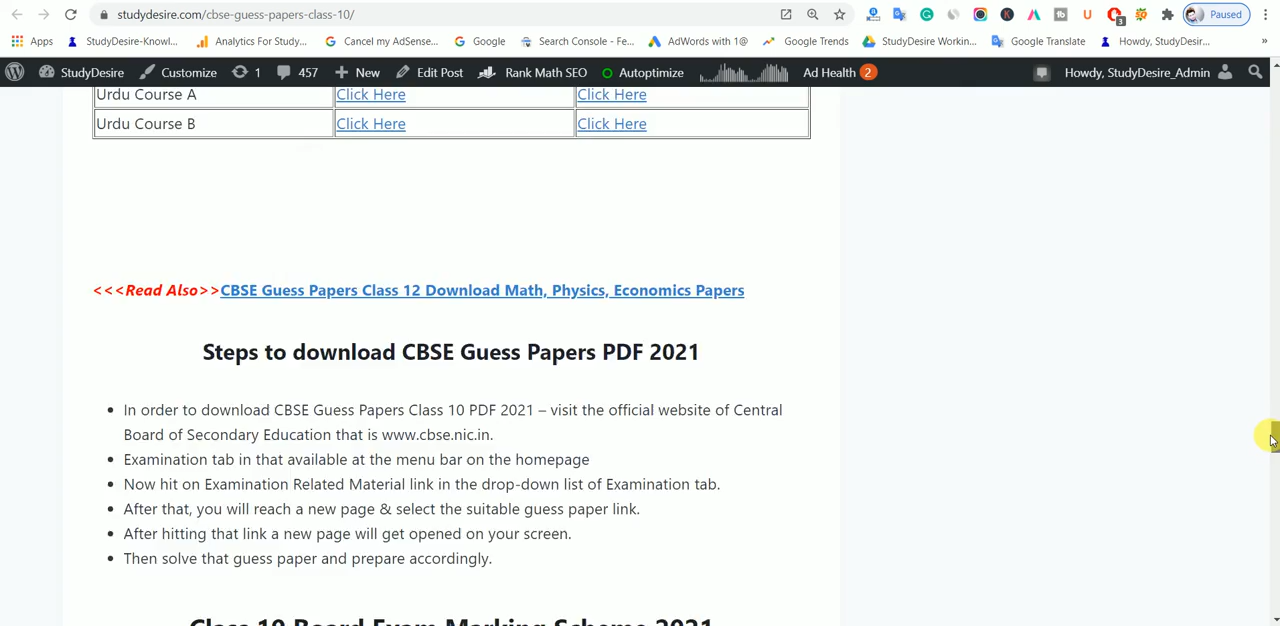 studydesire.com/cbse-guess-papers-class-10/
Paused
Apps StudyDesire-Knowl... Analytics For Study... Cancel my AdSense... Google Search Console - Fe... AdWords with 1@ Google Trends StudyDesire Workin... Google Translate Howdy, StudyDesir... »
StudyDesire Customize 1 457 New Edit Post Rank Math SEO Autoptimize Ad Health 2 Howdy, StudyDesire_Admin
Urdu Course A Click Here Click Here
Urdu Course B Click Here Click Here
<<<Read Also>>CBSE Guess Papers Class 12 Download Math, Physics, Economics Papers
Steps to download CBSE Guess Papers PDF 2021
• In order to download CBSE Guess Papers Class 10 PDF 2021 – visit the official website of Central
Board of Secondary Education that is www.cbse.nic.in.
• Examination tab in that available at the menu bar on the homepage
• Now hit on Examination Related Material link in the drop-down list of Examination tab.
• After that, you will reach a new page & select the suitable guess paper link.
• After hitting that link a new page will get opened on your screen.
• Then solve that guess paper and prepare accordingly.
Class 10 Board Exam Marking Scheme 2021